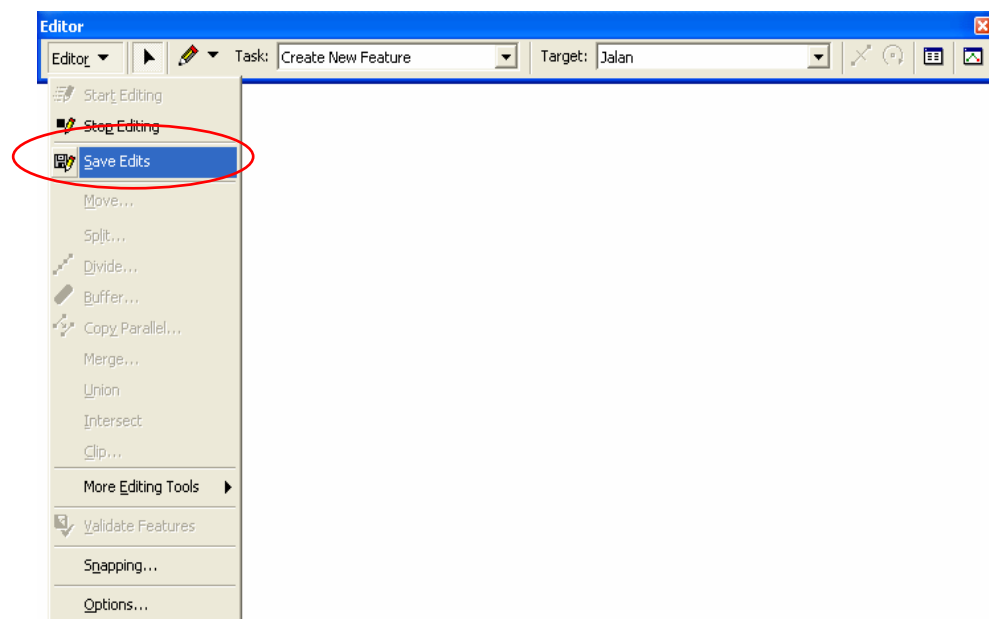 Editor
Editor Task: Create New Feature Target: Jalan
Start Editing
Stop Editing
Save Edits
Move...
Split...
Divide...
Buffer...
Copy Parallel...
Merge...
Union
Intersect
Clip...
More Editing Tools
Validate Features
Snapping...
Options...